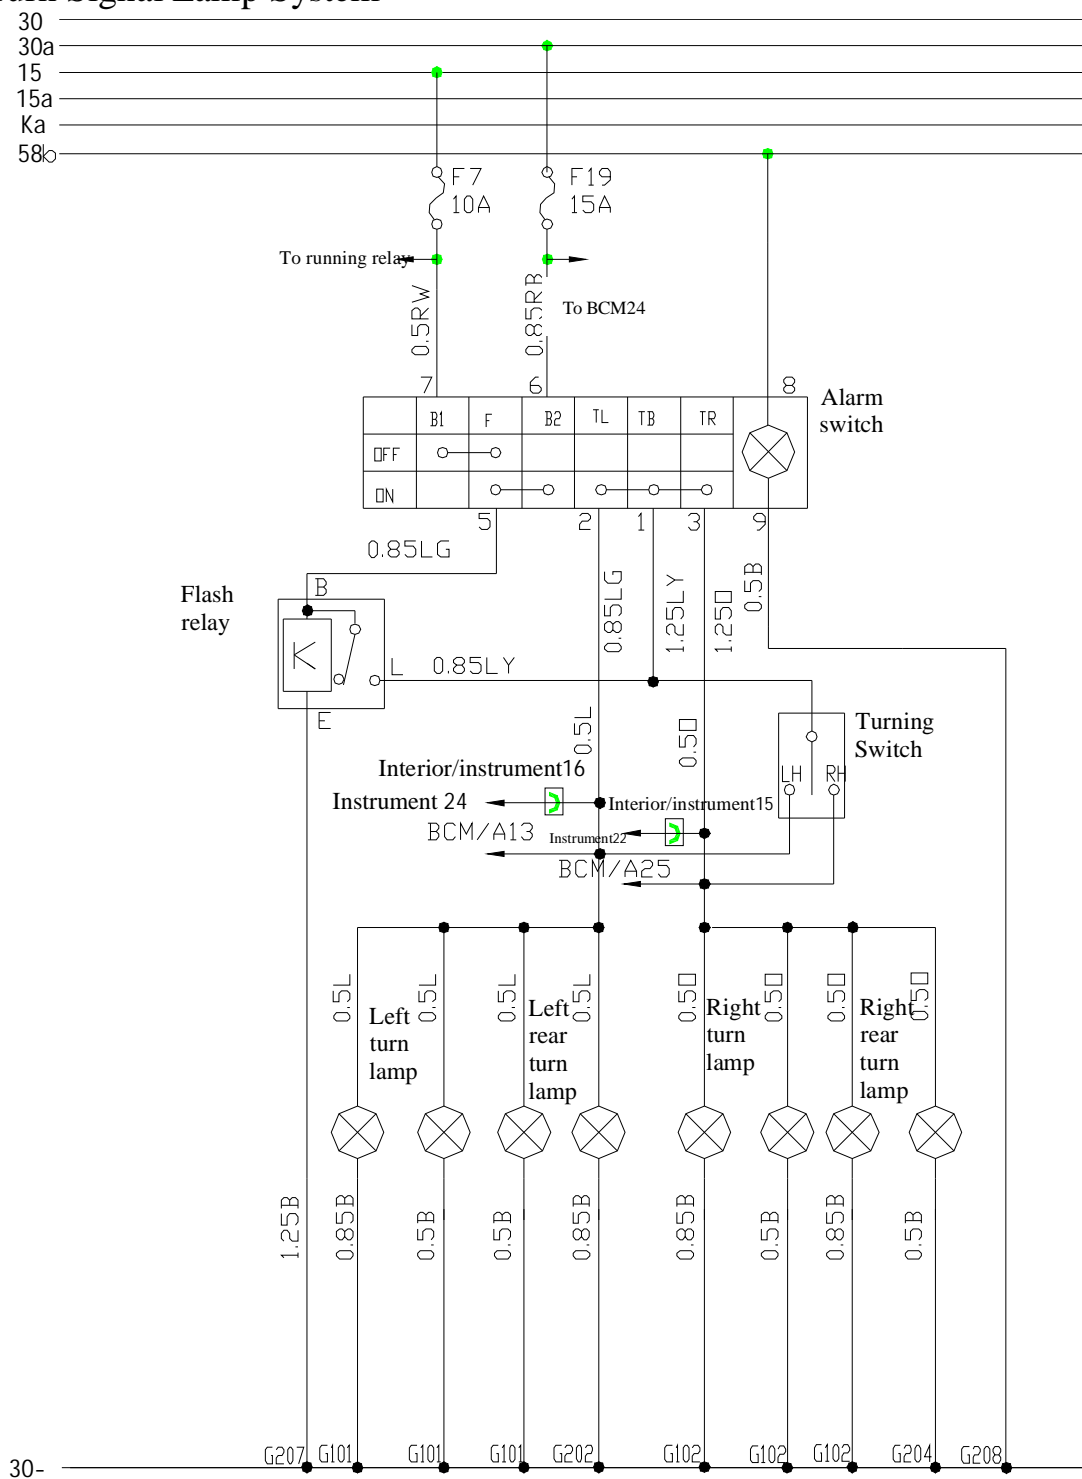 Turn Signal Lamp System
30
30a
15
15a
Ka
58b
F7
10A
F19
15A
To running relay
0.5RW
0.85RB
To BCM24
7
6
8
Alarm
switch
B1
F
B2
TL
TB
TR
OFF
ON
5
2
1
3
9
0.85LG
0.85LG
1.25LY
1.25O
0.5B
Flash
relay
B
K
L
0.85LY
E
0.5L
0.5O
Turning
Switch
LH
RH
Interior/instrument16
Instrument 24
Interior/instrument15
BCM/A13
Instrument22
BCM/A25
0.5L
0.5L
0.5L
0.5L
0.5O
0.5O
0.5O
0.5O
Left
turn
lamp
Left
rear
turn
lamp
Right
turn
lamp
Right
rear
turn
lamp
1.25B
0.85B
0.5B
0.5B
0.85B
0.85B
0.5B
0.85B
0.5B
30-
G207
G101
G101
G101
G202
G102
G102
G102
G204
G208